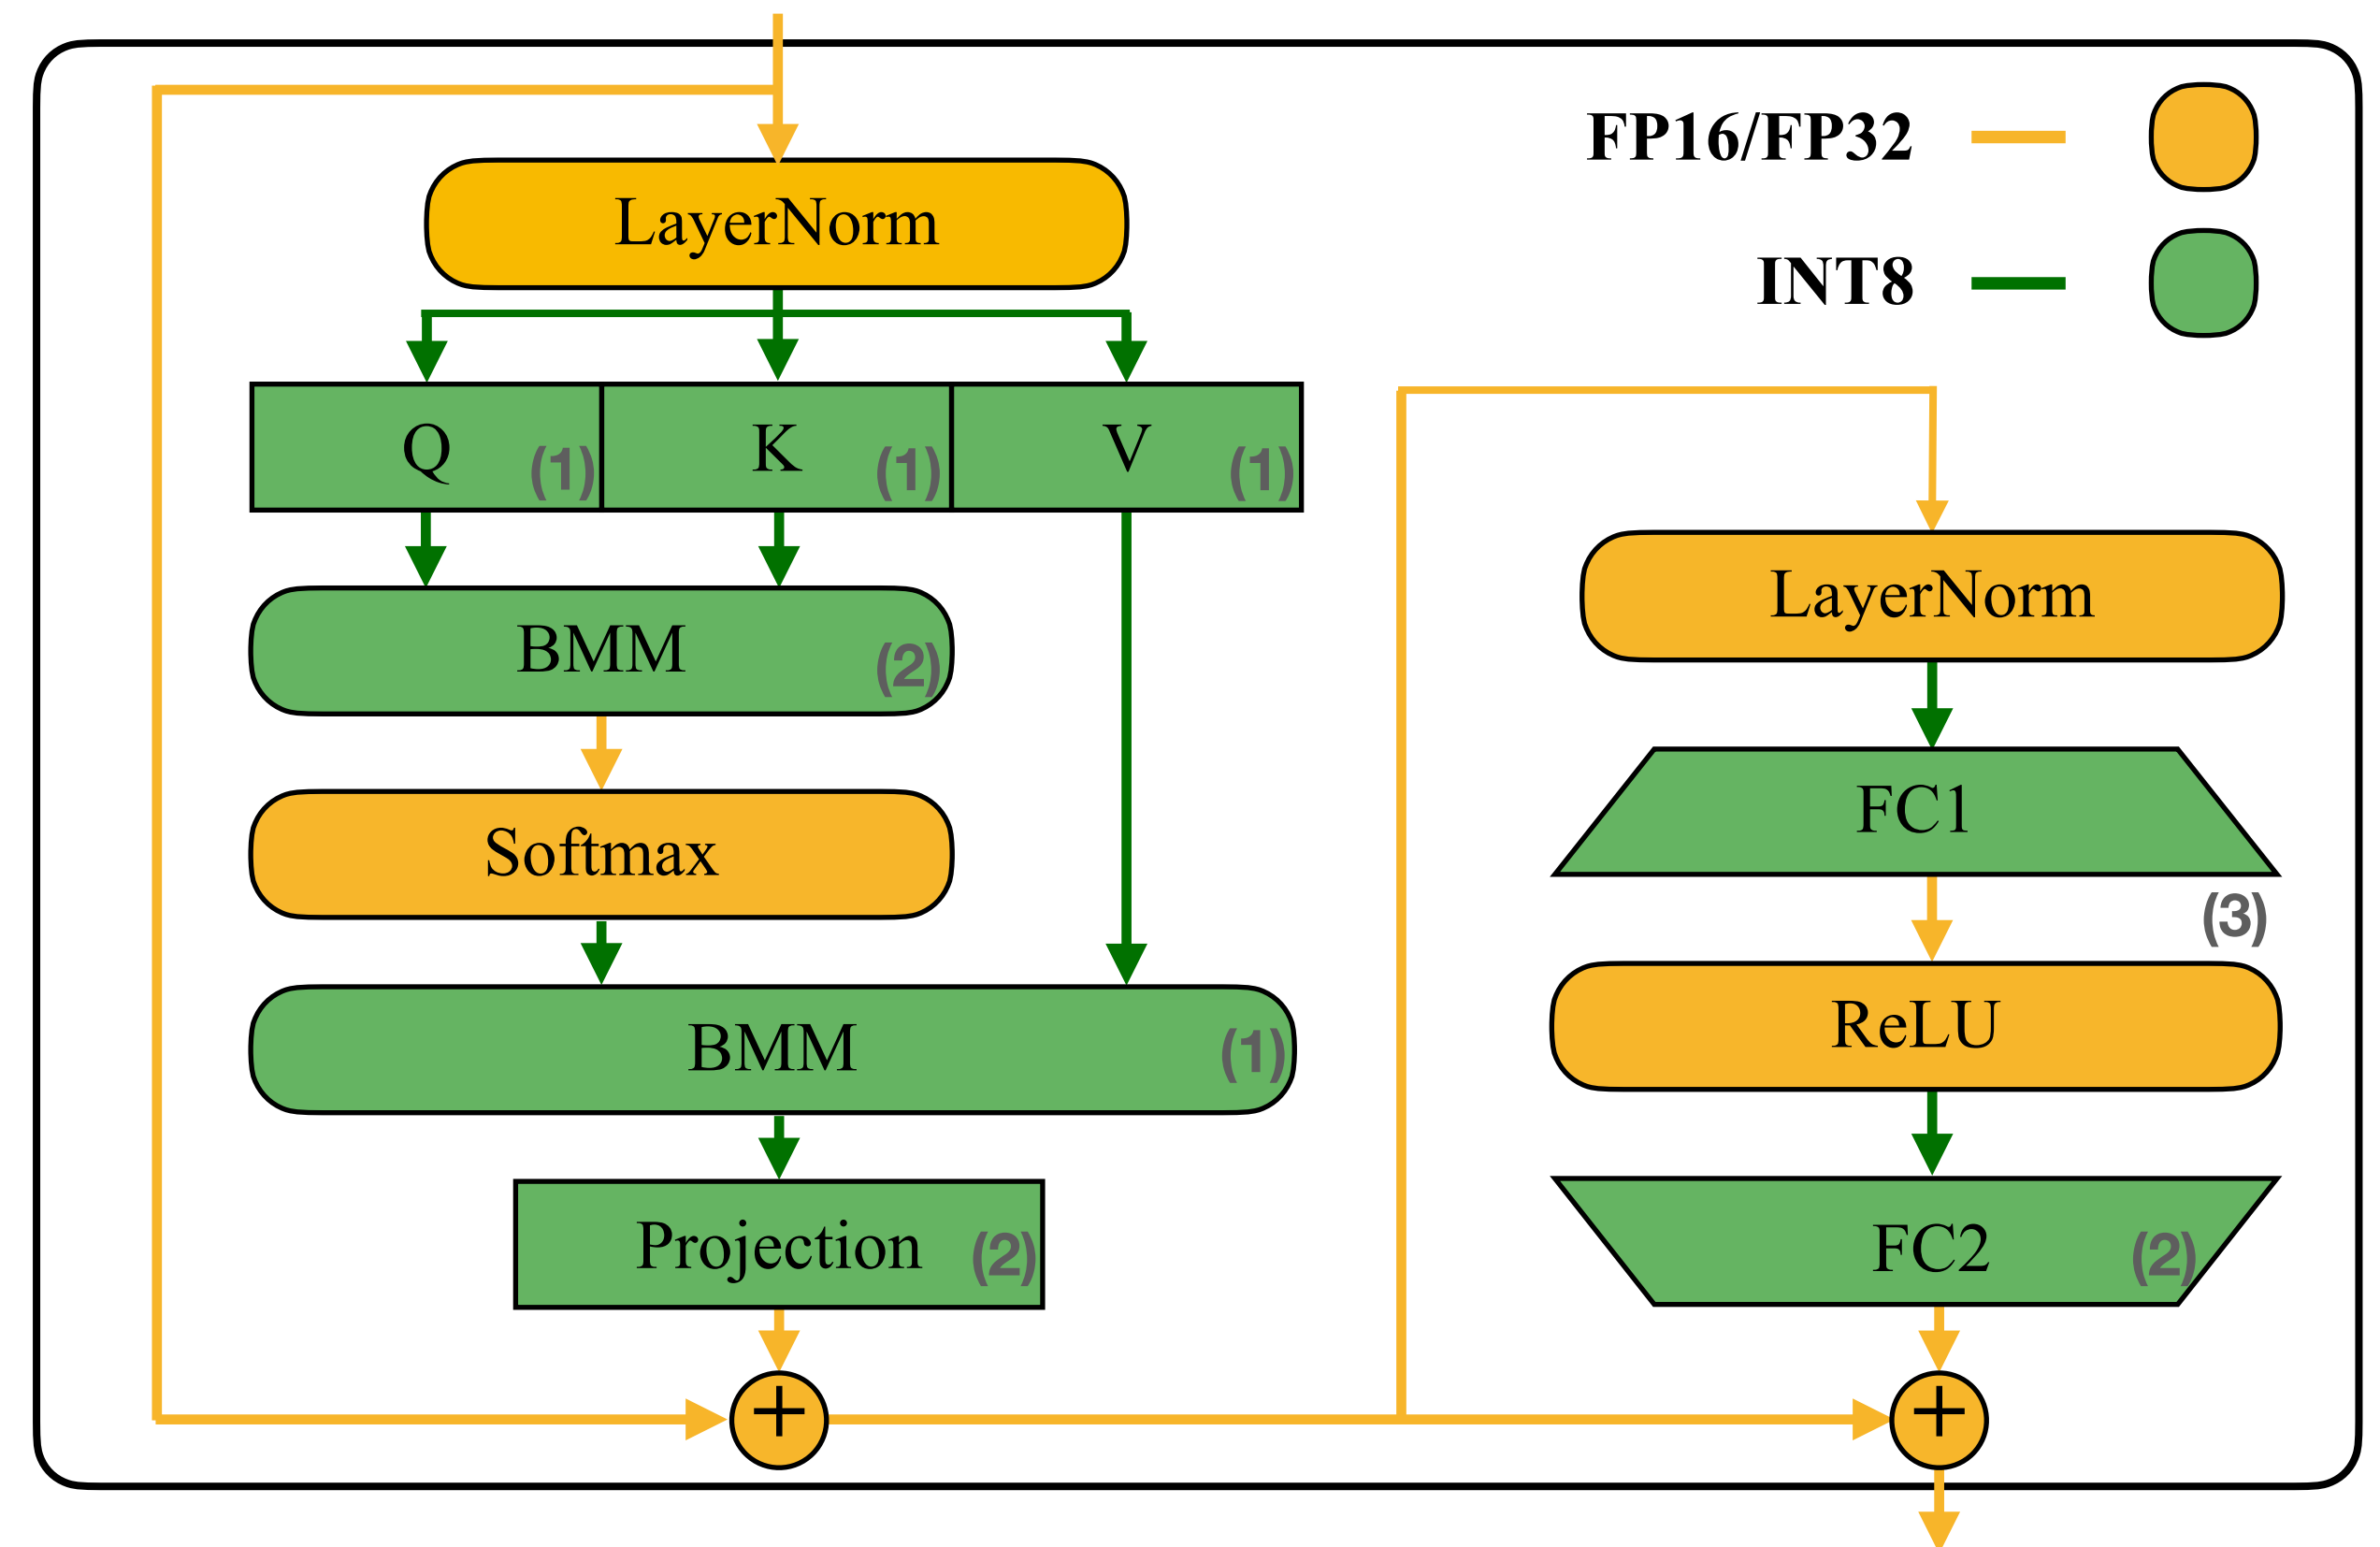 FP16/FP32
INT8
LayerNorm
Q (1) K (1) V (1)
BMM (2)
Softmax
BMM (1)
Projection (2)
+
LayerNorm
FC1
(3)
ReLU
FC2 (2)
+